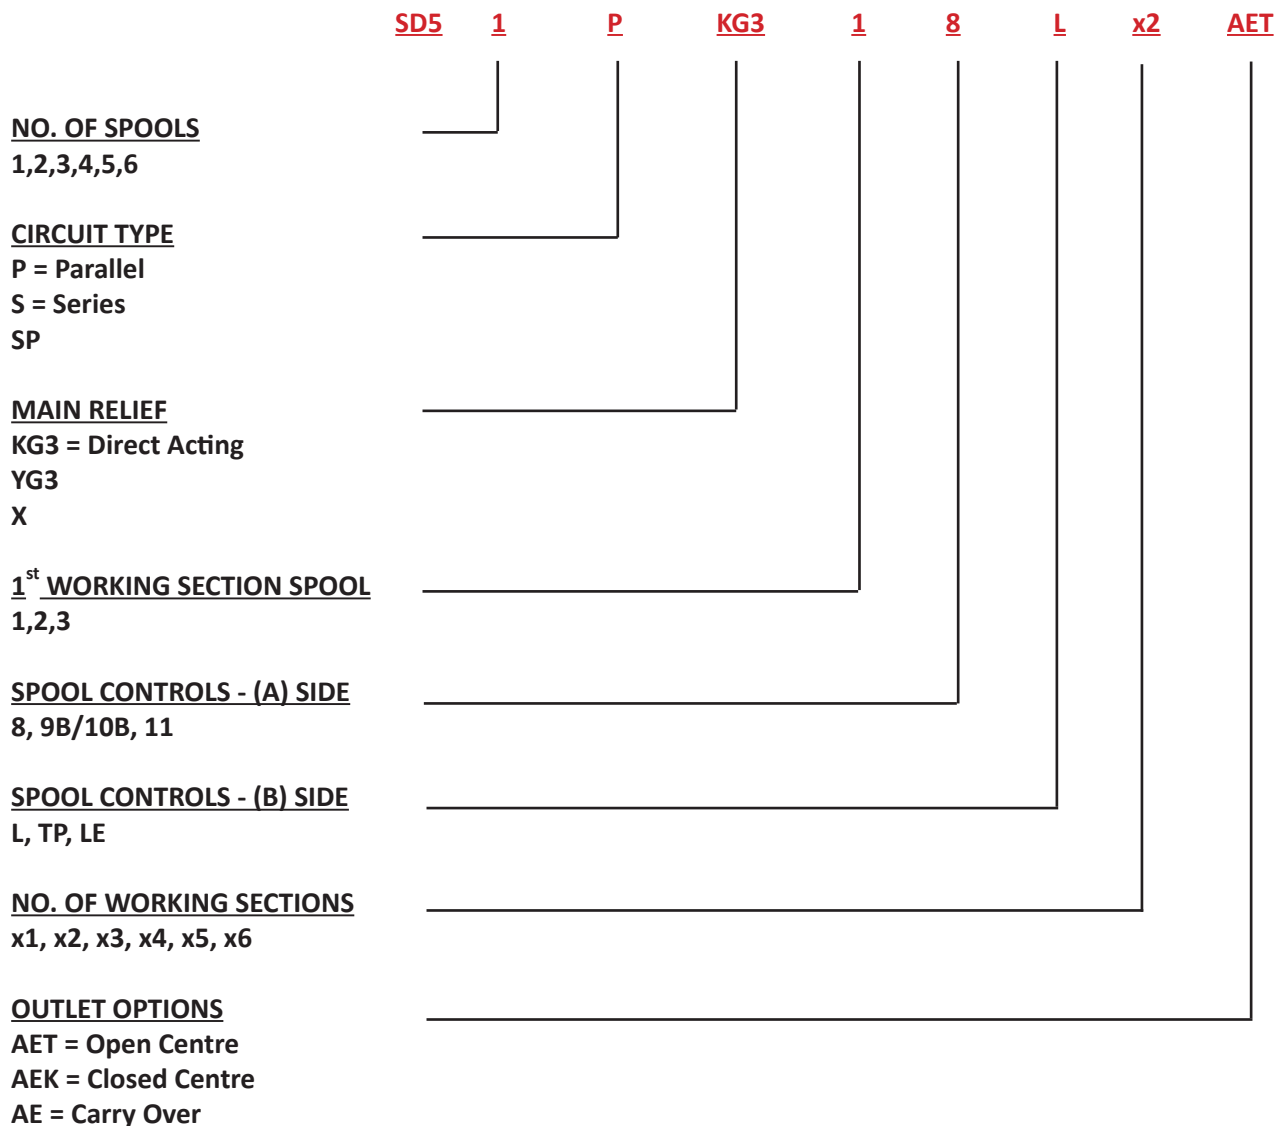 SD5 1 P KG3 1 8 L x2 AET
NO. OF SPOOLS
1,2,3,4,5,6
CIRCUIT TYPE
P = Parallel
S = Series
SP
MAIN RELIEF
KG3 = Direct Acting
YG3
X
1st WORKING SECTION SPOOL
1,2,3
SPOOL CONTROLS - (A) SIDE
8, 9B/10B, 11
SPOOL CONTROLS - (B) SIDE
L, TP, LE
NO. OF WORKING SECTIONS
x1, x2, x3, x4, x5, x6
OUTLET OPTIONS
AET = Open Centre
AEK = Closed Centre
AE = Carry Over